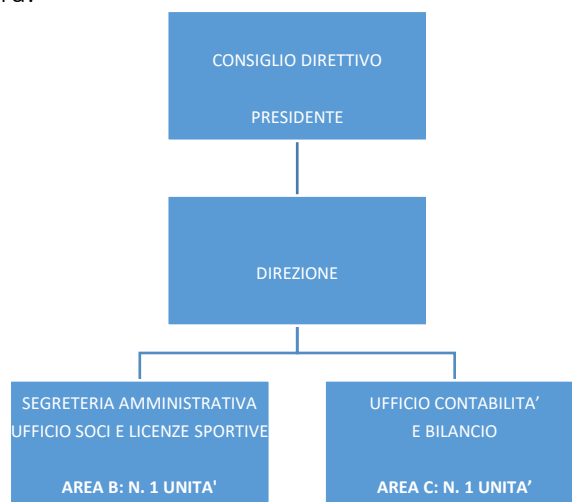 CONSIGLIO DIRETTIVO
PRESIDENTE
DIREZIONE
SEGRETERIA AMMINISTRATIVA
UFFICIO SOCI E LICENZE SPORTIVE
AREA B: N. 1 UNITA'
UFFICIO CONTABILITA’
E BILANCIO
AREA C: N. 1 UNITA’